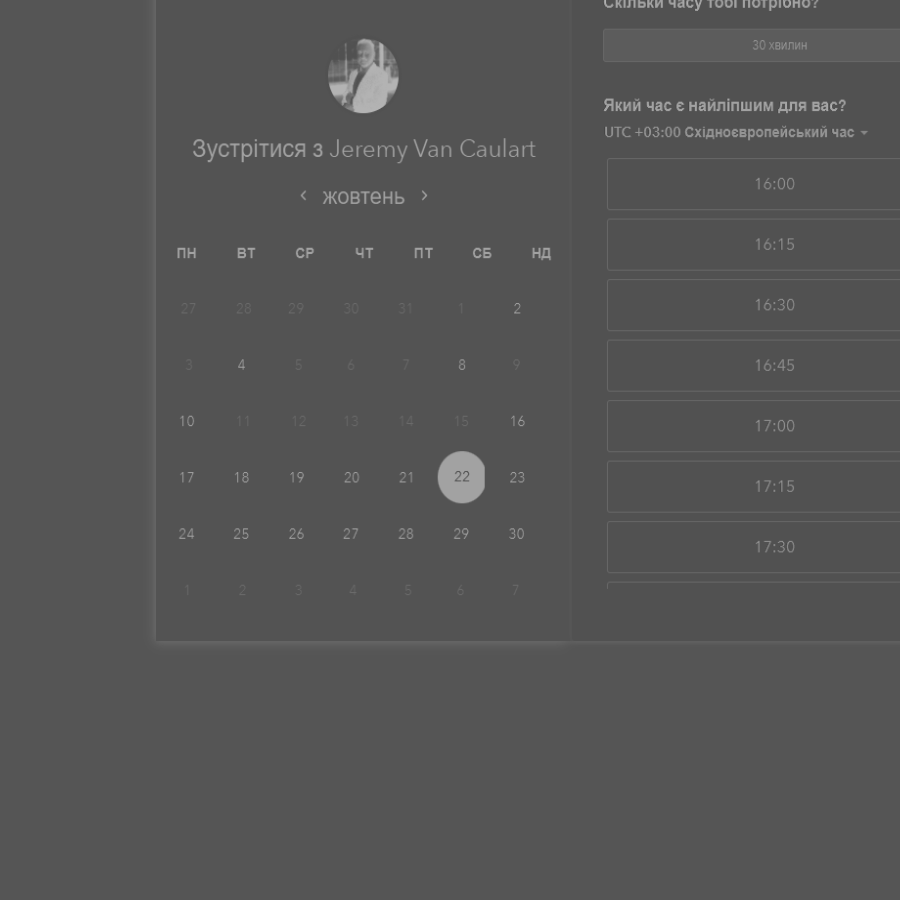 Скільки часу тобі потрібно?
30 хвилин
Зустрітися з Jeremy Van Caulart
жовтень
ПН ВТ СР ЧТ ПТ СБ НД
27 28 29 30 31 1 2
3 4 5 6 7 8 9
10 11 12 13 14 15 16
17 18 19 20 21 22 23
24 25 26 27 28 29 30
1 2 3 4 5 6 7
Який час є найліпшим для вас?
UTC +03:00 Східноєвропейський час
16:00
16:15
16:30
16:45
17:00
17:15
17:30